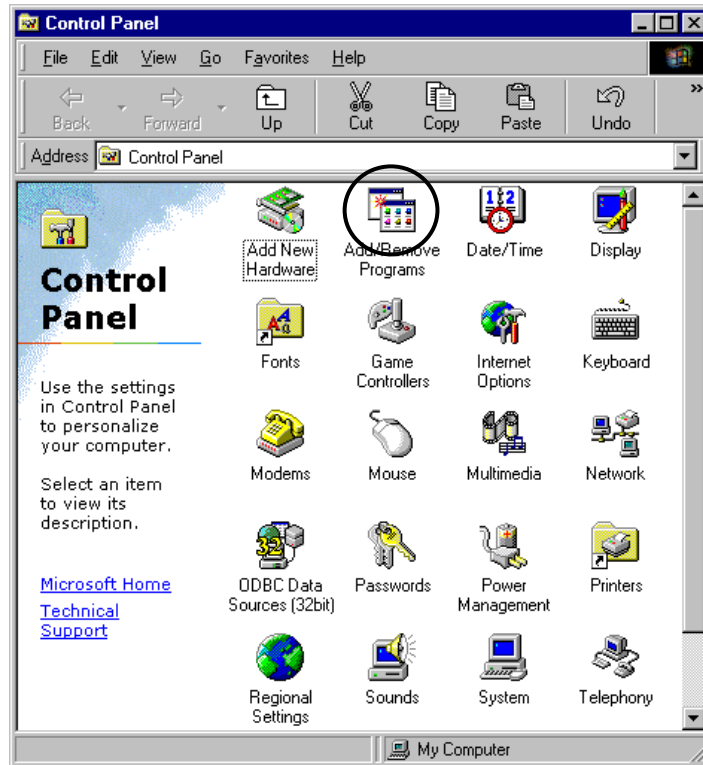 Control Panel
File Edit View Go Favorites Help
Back Forward Up Cut Copy Paste Undo »
Address Control Panel
Control
Panel
Use the settings
in Control Panel
to personalize
your computer.
Select an item
to view its
description.
Microsoft Home
Technical
Support
Add New
Hardware
Add/Remove
Programs
Date/Time
Display
Fonts
Game
Controllers
Internet
Options
Keyboard
Modems
Mouse
Multimedia
Network
ODBC Data
Sources (32bit)
Passwords
Power
Management
Printers
Regional
Settings
Sounds
System
Telephony
My Computer